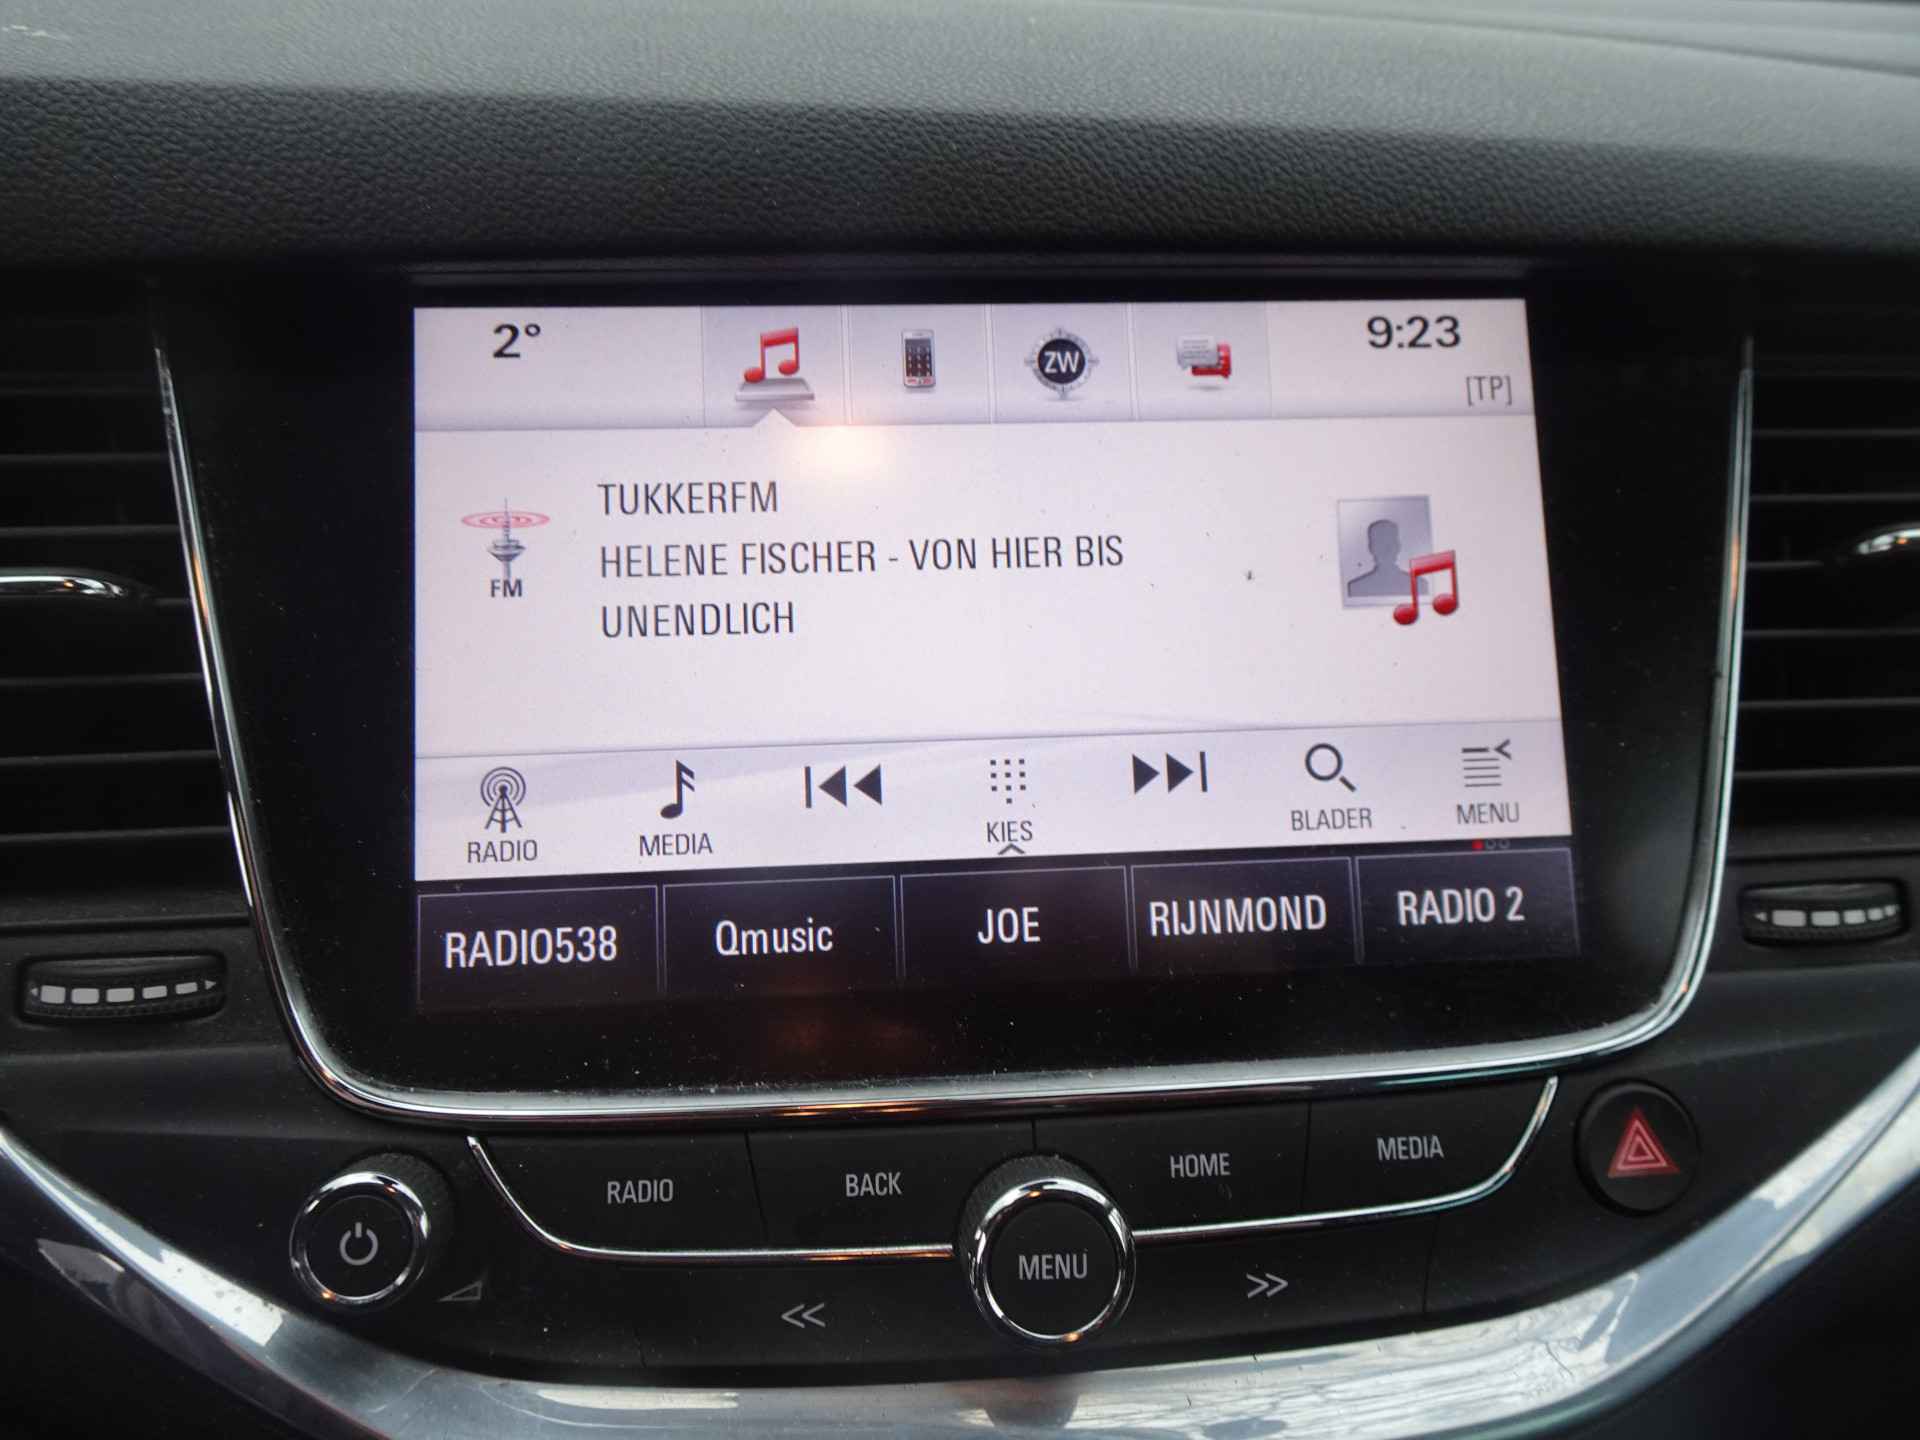 2°
ZW
9:23
[TP]
TUKKERFM
HELENE FISCHER - VON HIER BIS
UNENDLICH
FM
RADIO
MEDIA
KIES
BLADER
MENU
RADIO538
Qmusic
JOE
RIJNMOND
RADIO 2
RADIO
BACK
MENU
HOME
MEDIA